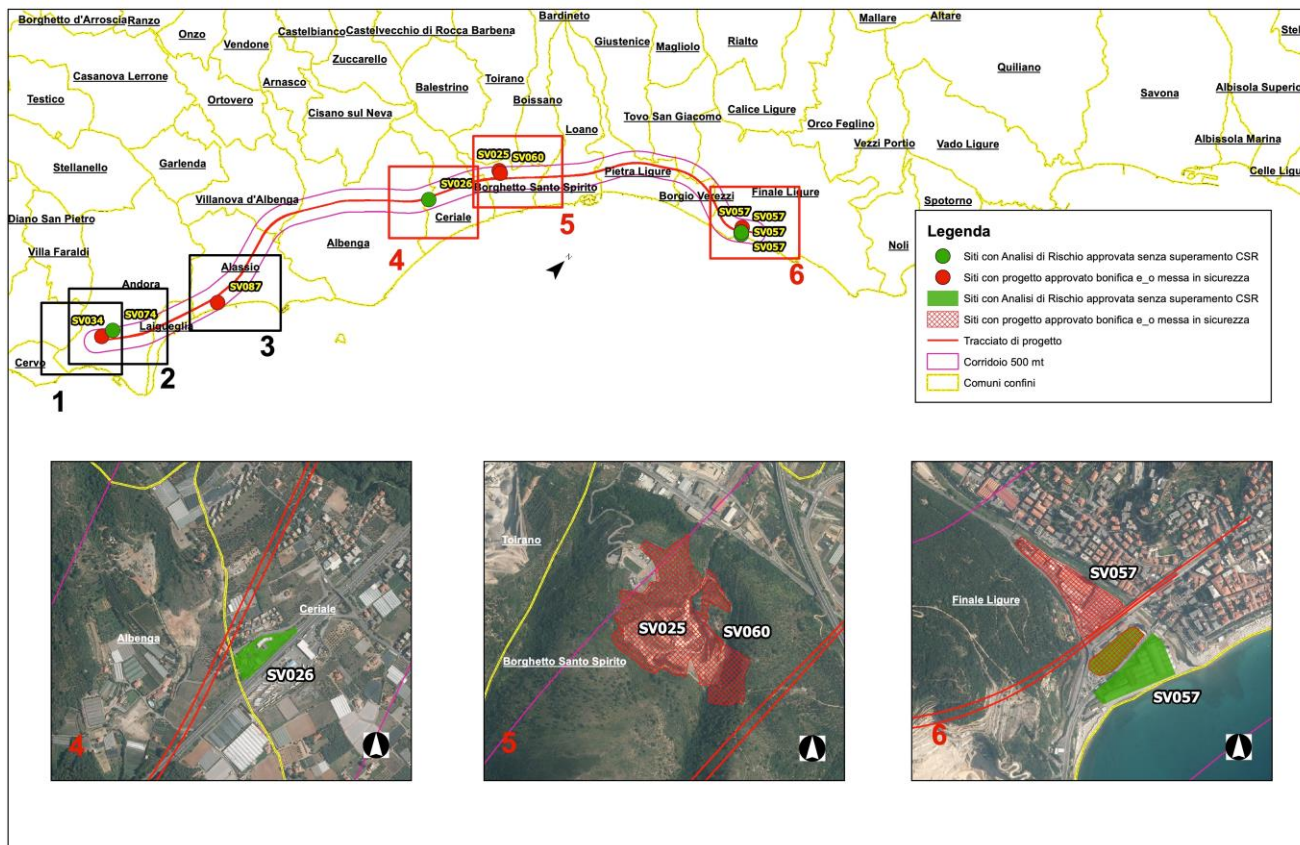 Borghetto d'Arroscia
Ranzo
Onzo
Vendone
Castelbianco
Castelvecchio di Rocca Barbena
Bardineto
Giustenice
Magliolo
Rialto
Mallare
Altare
Zuccarello
Casanova Lerrone
Arnasco
Balestrino
Toirano
Quiliano
Stel
Testico
Ortovero
Cisano sul Neva
Boissano
Calice Ligure
Savona
Albisola Superio
Loano
Tovo San Giacomo
Orco Feglino
Vezzi Portio
Vado Ligure
Albissola Marina
Stellanello
Garlenda
SV025
SV060
Pietra Ligure
Celle Ligu
Villanova d'Albenga
SV026
Borghetto Santo Spirito
Borgio Verezzi
Finale Ligure
Spotorno
Diano San Pietro
Ceriale
5
SV057
SV057
SV057
SV057
Villa Faraldi
Albenga
4
6
Noli
Andora
Alassio
SV087
SV034
SV074
Laigueglia
3
Cervo
1
2
N
Legenda
Siti con Analisi di Rischio approvata senza superamento CSR
Siti con progetto approvato bonifica e_o messa in sicurezza
Siti con Analisi di Rischio approvata senza superamento CSR
Siti con progetto approvato bonifica e_o messa in sicurezza
Tracciato di progetto
Corridoio 500 mt
Comuni confini
Ceriale
Albenga
SV026
4
Toirano
SV025
SV060
Borghetto Santo Spirito
5
SV057
Finale Ligure
SV057
6